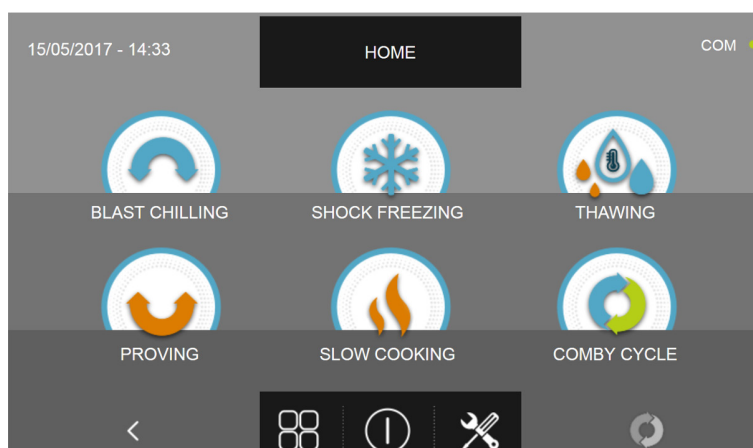 15/05/2017 - 14:33
HOME
COM
BLAST CHILLING
SHOCK FREEZING
THAWING
PROVING
SLOW COOKING
COMBY CYCLE